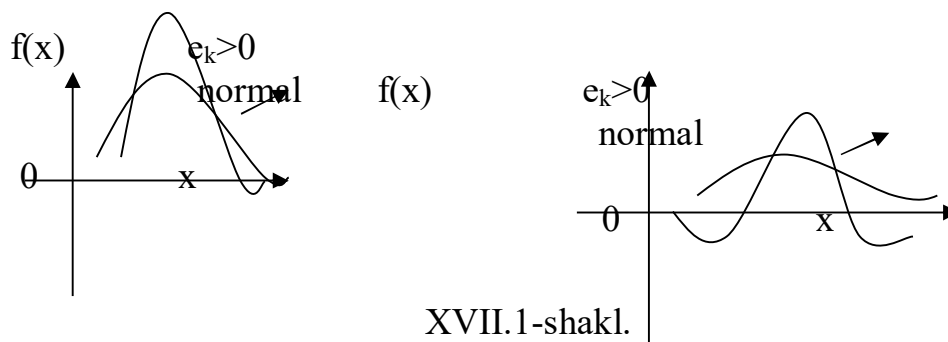 f(x) e_k>0
normal
0 x
f(x) e_k>0
normal
0 x
XVII.1-shakl.